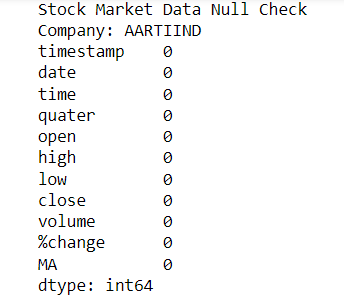 Stock Market Data Null Check
Company: AARTIIND
timestamp 0
date 0
time 0
quater 0
open 0
high 0
low 0
close 0
volume 0
%change 0
MA 0
dtype: int64